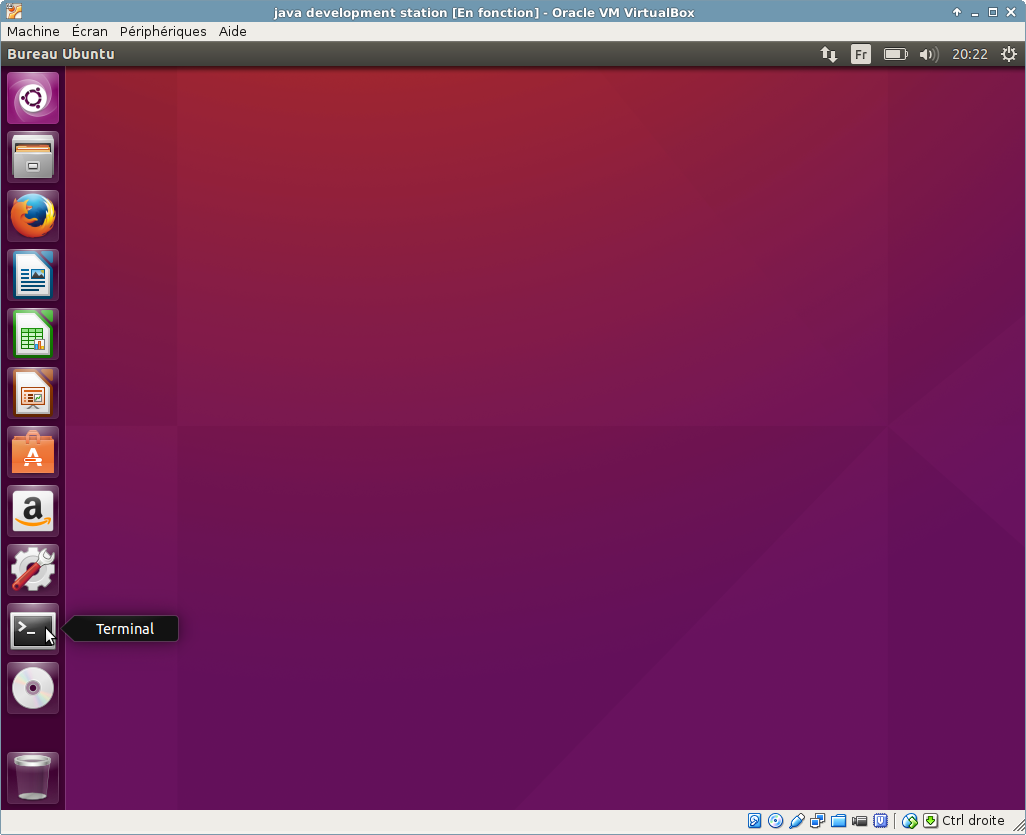 java development station [En fonction] - Oracle VM VirtualBox
Machine Écran Périphériques Aide
Bureau Ubuntu Fr 20:22
a
>_ Terminal
Ctrl droite